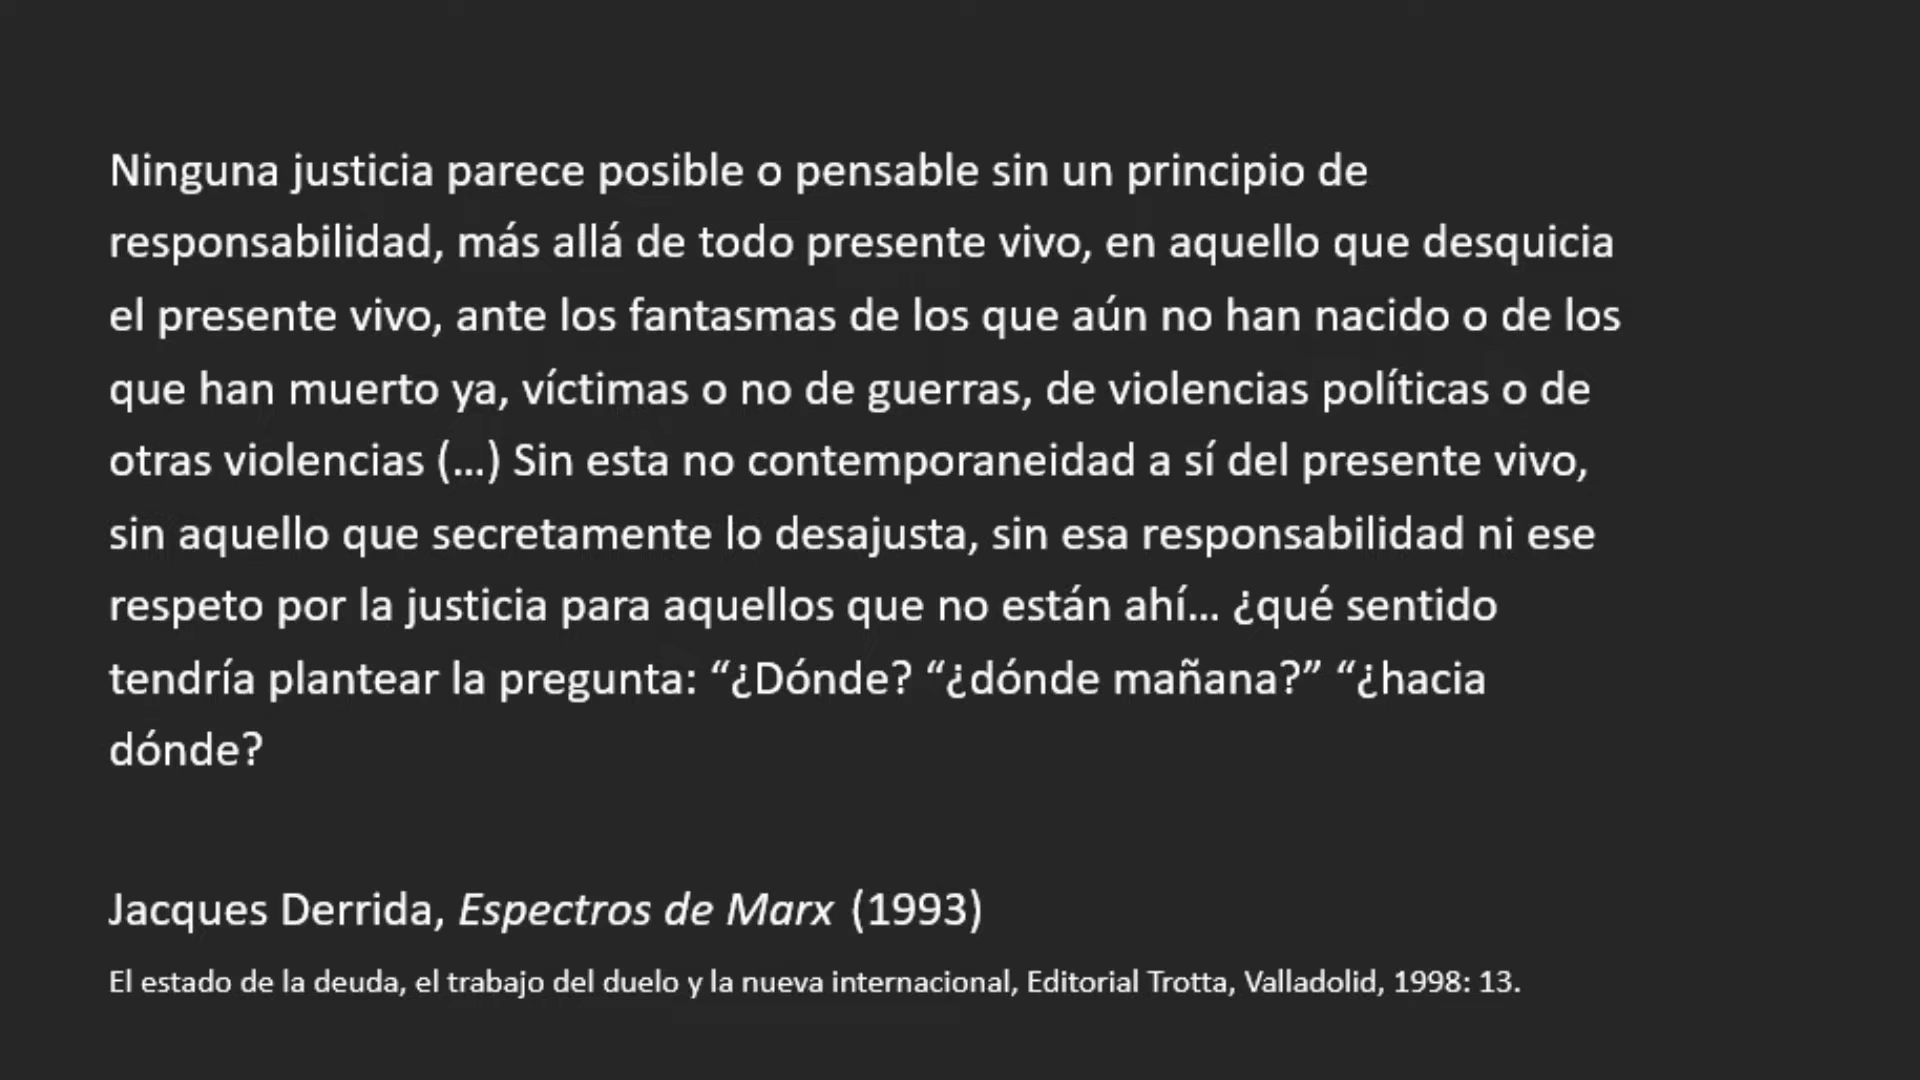 Ninguna justicia parece posible o pensable sin un principio de
responsabilidad, más allá de todo presente vivo, en aquello que desquicia
el presente vivo, ante los fantasmas de los que aún no han nacido o de los
que han muerto ya, víctimas o no de guerras, de violencias políticas o de
otras violencias (…) Sin esta no contemporaneidad a sí del presente vivo,
sin aquello que secretamente lo desajusta, sin esa responsabilidad ni ese
respeto por la justicia para aquellos que no están ahí… ¿qué sentido
tendría plantear la pregunta: “¿Dónde? “¿dónde mañana?” “¿hacia
dónde?
Jacques Derrida, Espectros de Marx (1993)
El estado de la deuda, el trabajo del duelo y la nueva internacional, Editorial Trotta, Valladolid, 1998: 13.